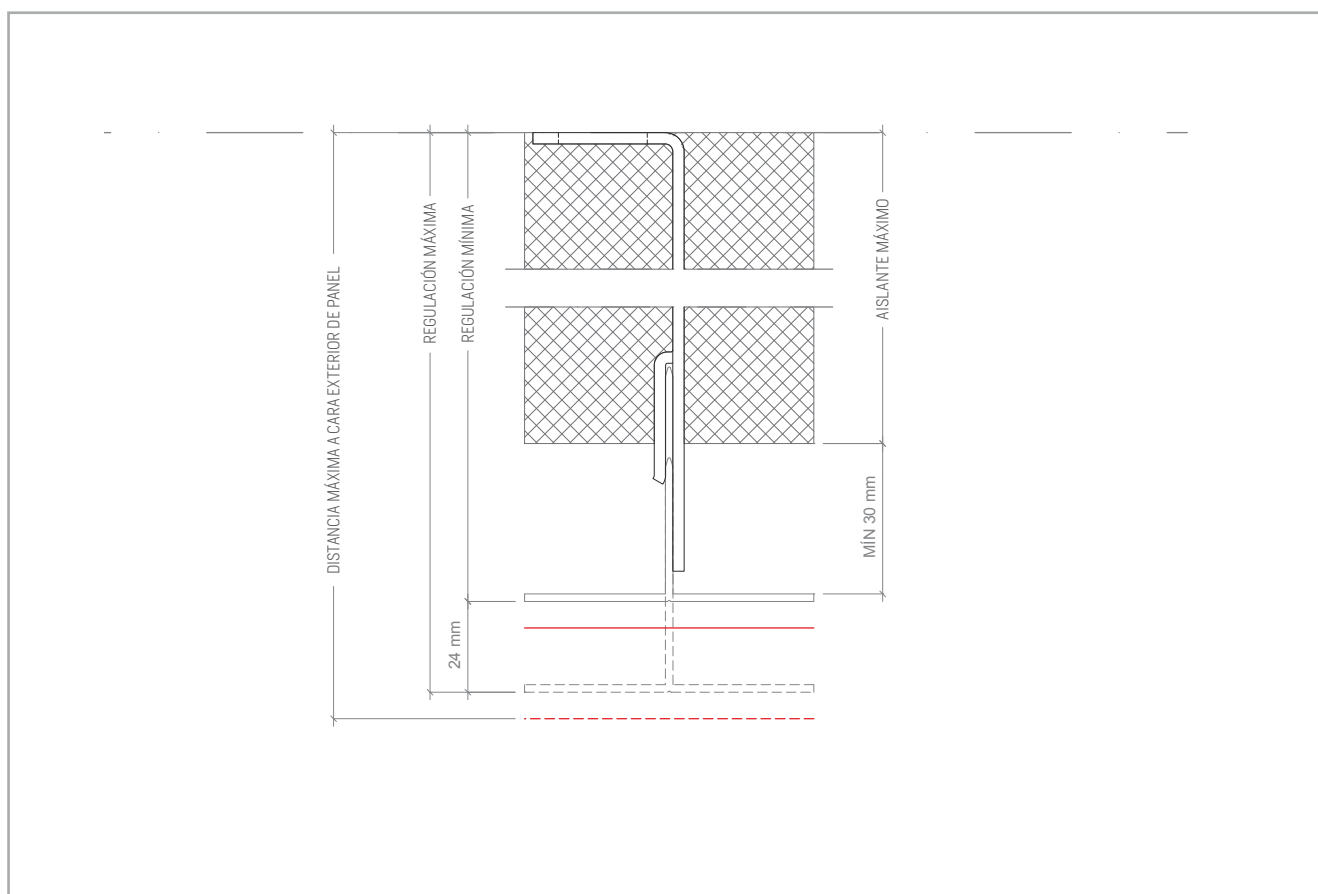 DISTANCIA MÁXIMA A CARA EXTERIOR DE PANEL
REGULACIÓN MÁXIMA
REGULACIÓN MÍNIMA
24 mm
AISLANTE MÁXIMO
MÍN 30 mm